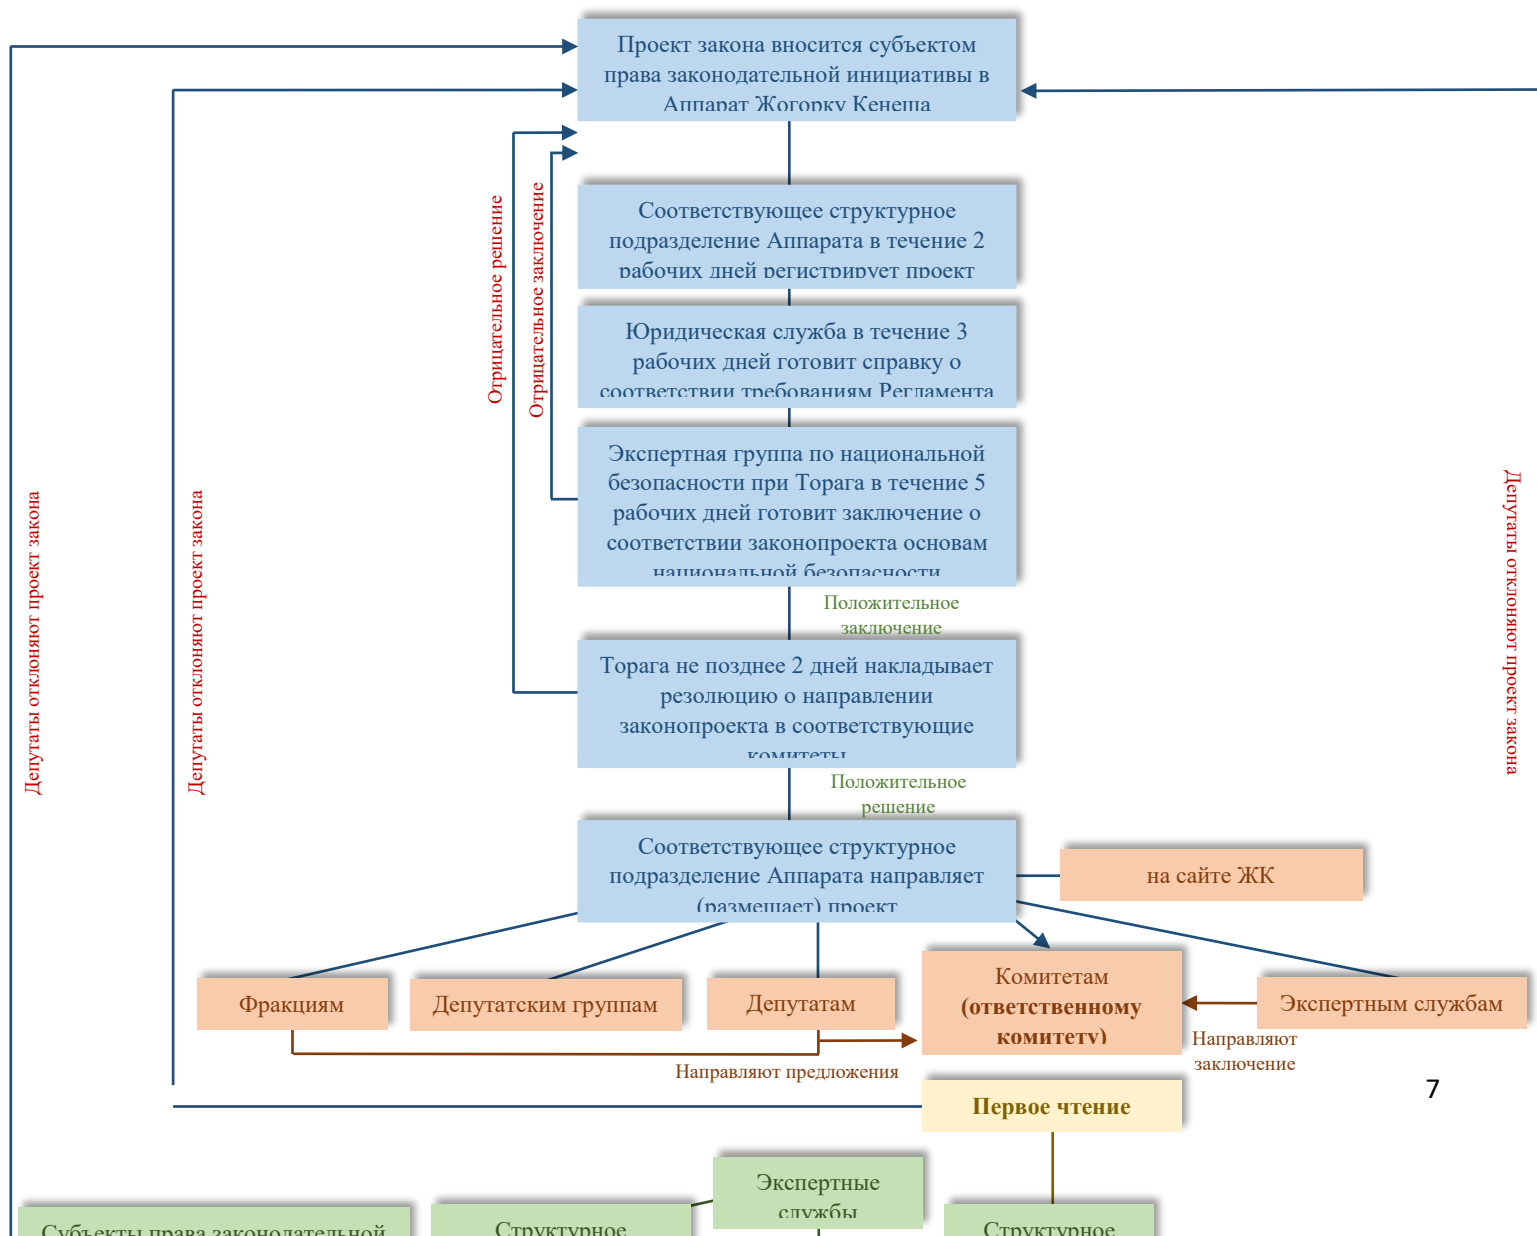 Проект закона вносится субъектом
права законодательной инициативы в
Аппарат Жогорку Кенеша
Соответствующее структурное
подразделение Аппарата в течение 2
рабочих дней регистрирует проект
Отрицательное решение
Отрицательное заключение
Юридическая служба в течение 3
рабочих дней готовит справку о
соответствии требованиям Регламента
Экспертная группа по национальной
безопасности при Торага в течение 5
рабочих дней готовит заключение о
соответствии законопроекта основам
национальной безопасности
Депутаты отклоняют проект закона
Депутаты отклоняют проект закона
Депутаты отклоняют проект закона
Положительное
заключение
Торага не позднее 2 дней накладывает
резолюцию о направлении
законопроекта в соответствующие
комитеты
Положительное
решение
Соответствующее структурное
подразделение Аппарата направляет
(размещает) проект
на сайте ЖК
Фракциям
Депутатским группам
Депутатам
Комитетам
(ответственному
комитету)
Экспертным службам
Направляют предложения
Направляют
заключение
7
Первое чтение
Экспертные
службы
Субъекты права законодательной
Структурное
Структурное